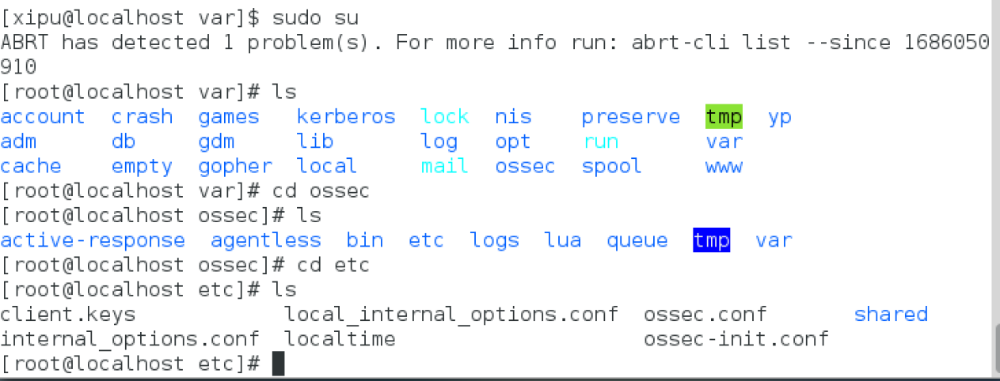 [xipu@localhost var]$ sudo su
ABRT has detected 1 problem(s). For more info run: abrt-cli list --since 1686050
910
[root@localhost var]# ls
account  crash  games   kerberos  lock  nis    preserve  tmp  yp
adm      db     gdm     lib       log   opt    run       var
cache    empty  gopher  local     mail  ossec  spool     www
[root@localhost var]# cd ossec
[root@localhost ossec]# ls
active-response  agentless  bin  etc  logs  lua  queue  tmp  var
[root@localhost ossec]# cd etc
[root@localhost etc]# ls
client.keys            local_internal_options.conf  ossec.conf       shared
internal_options.conf  localtime                    ossec-init.conf
[root@localhost etc]#